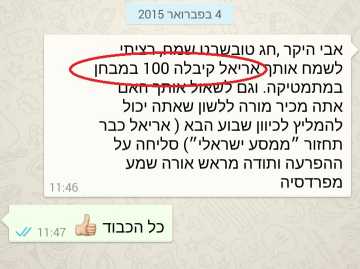 4 בפברואר 2015
אבי היקר ,חג טובשבט שמח, רציתי
לשמח אותך אריאל קיבלה 100 במבחן
במתמטיקה. וגם לשאול אותך האם
אתה מכיר מורה ללשון שאתה יכול
להמליץ לכיוון שבוע הבא ( אריאל כבר
תחזור "ממסע ישראלי") סליחה על
ההפרעה ותודה מראש אורה שמע
מפרדסיה
11:46
כל הכבוד 👍
11:47